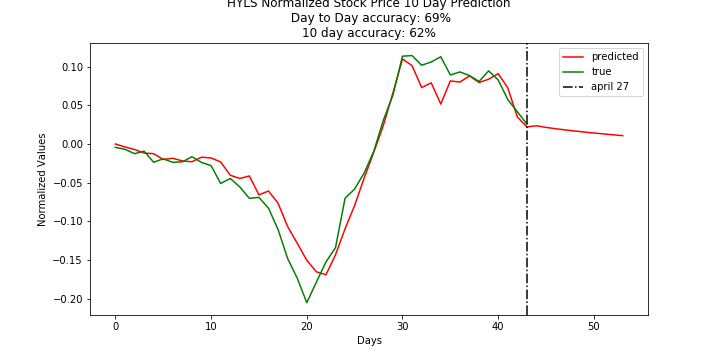 HYLS Normalized Stock Price 10 Day Prediction
Day to Day accuracy: 69%
10 day accuracy: 62%
predicted
true
april 27
0.10
0.05
0.00
−0.05
−0.10
−0.15
−0.20
Normalized Values
0 10 20 30 40 50
Days